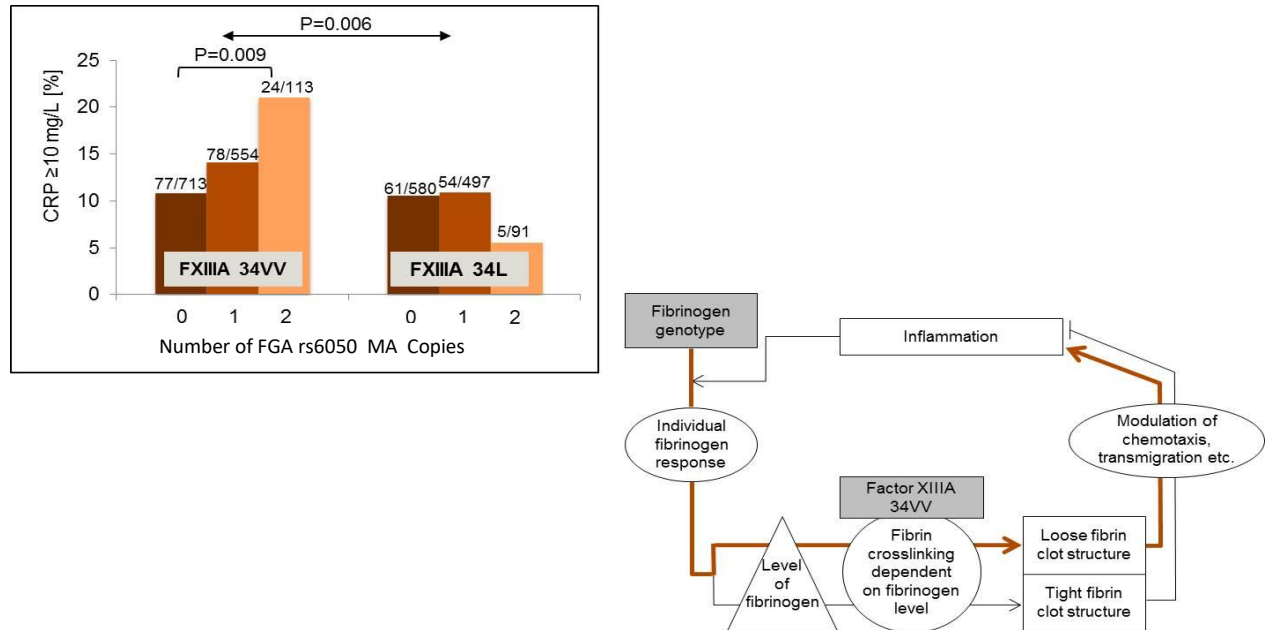 P=0.006
P=0.009
CRP ≥10 mg/L [%]
25
20
15
10
5
0
77/713
78/554
24/113
61/580
54/497
5/91
FXIIIA 34VV
FXIIIA 34L
0 1 2 0 1 2
Number of FGA rs6050 MA Copies
Fibrinogen
genotype
Inflammation
Individual
fibrinogen
response
Modulation of
chemotaxis,
transmigration etc.
Factor XIIIA
34VV
Level
of
fibrinogen
Fibrin
crosslinking
dependent
on fibrinogen
level
Loose fibrin
clot structure
Tight fibrin
clot structure